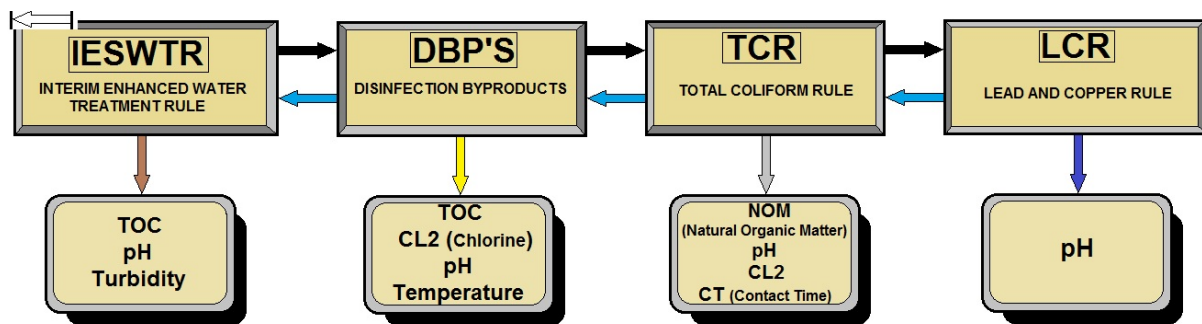 IESWTR
INTERIM ENHANCED WATER
TREATMENT RULE
DBP'S
DISINFECTION BYPRODUCTS
TCR
TOTAL COLIFORM RULE
LCR
LEAD AND COPPER RULE
TOC
pH
Turbidity
TOC
CL2 (Chlorine)
pH
Temperature
NOM
(Natural Organic Matter)
pH
CL2
CT (Contact Time)
pH